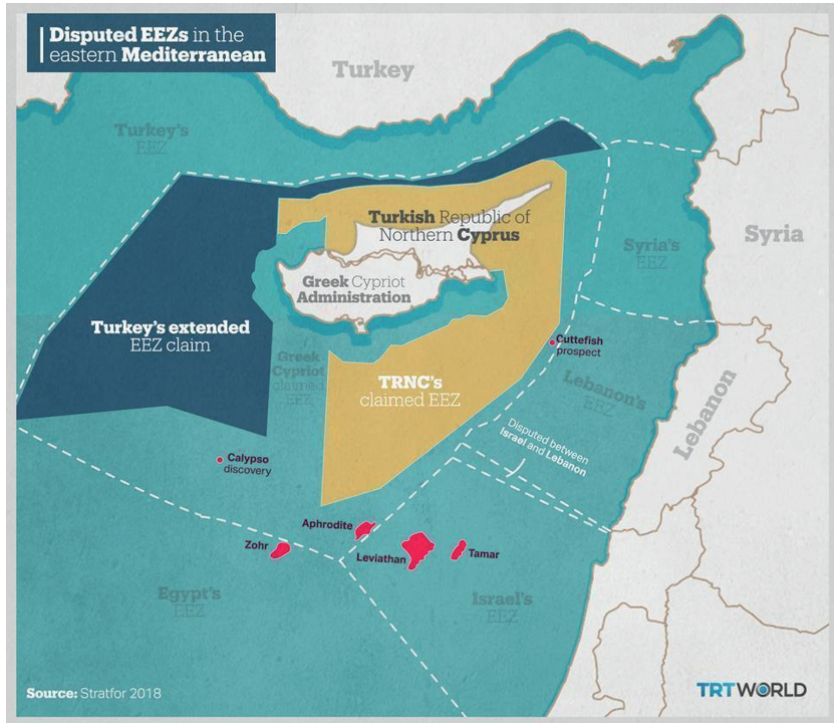 Disputed EEZs in the
eastern Mediterranean
Turkey
Turkey's
EEZ
Turkish Republic of
Northern Cyprus
Syria's
EEZ
Syria
Greek Cypriot
Administration
Turkey's extended
EEZ claim
Greek
Cypriot
claimed
EEZ
TRNC's
claimed EEZ
Cuttefish
prospect
Lebanon's
EEZ
Lebanon
Disputed between
Israel and Lebanon
Calypso
discovery
Aphrodite
Zohr
Leviathan
Tamar
Egypt's
EEZ
Israel's
EEZ
Source: Stratfor 2018
TRTWORLD